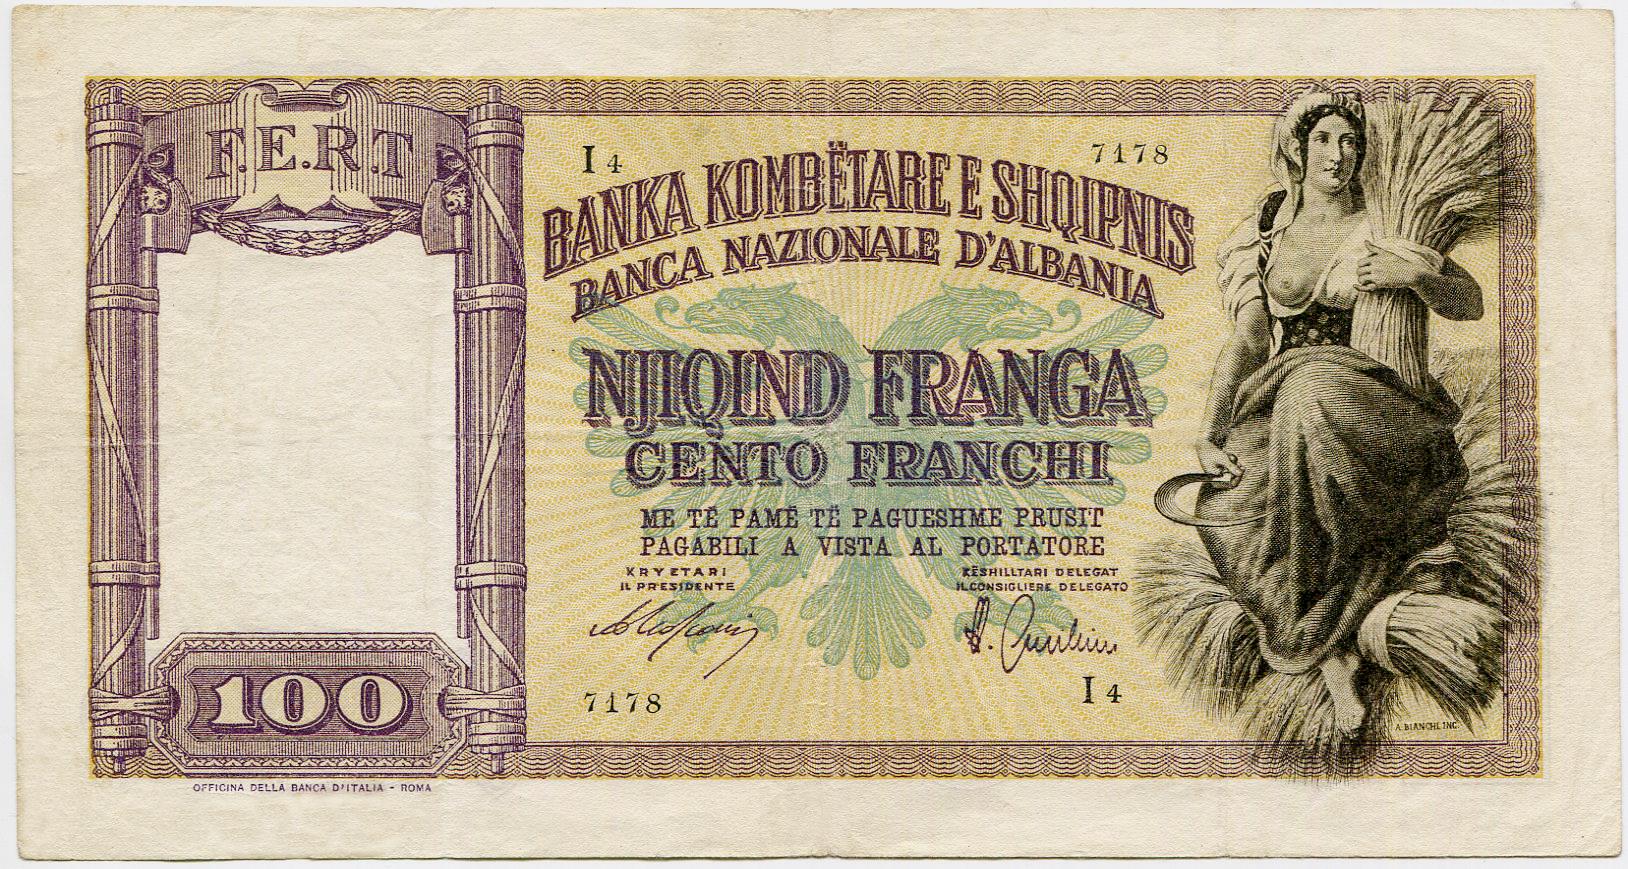 F.E.R.T
I 4
7178
BANKA KOMBËTARE E SHQIPNIS
BANCA NAZIONALE D'ALBANIA
NJIQIND FRANGA
CENTO FRANCHI
ME TË PAMË TË PAGUESHME PRUSIT
PAGABILI A VISTA AL PORTATORE
KRYETARI
IL PRESIDENTE
KËSHILLTARI DELEGAT
IL CONSIGLIERE DELEGATO
7178
I 4
100
A. BIANCHI INC.
OFFICINA DELLA BANCA D'ITALIA - ROMA